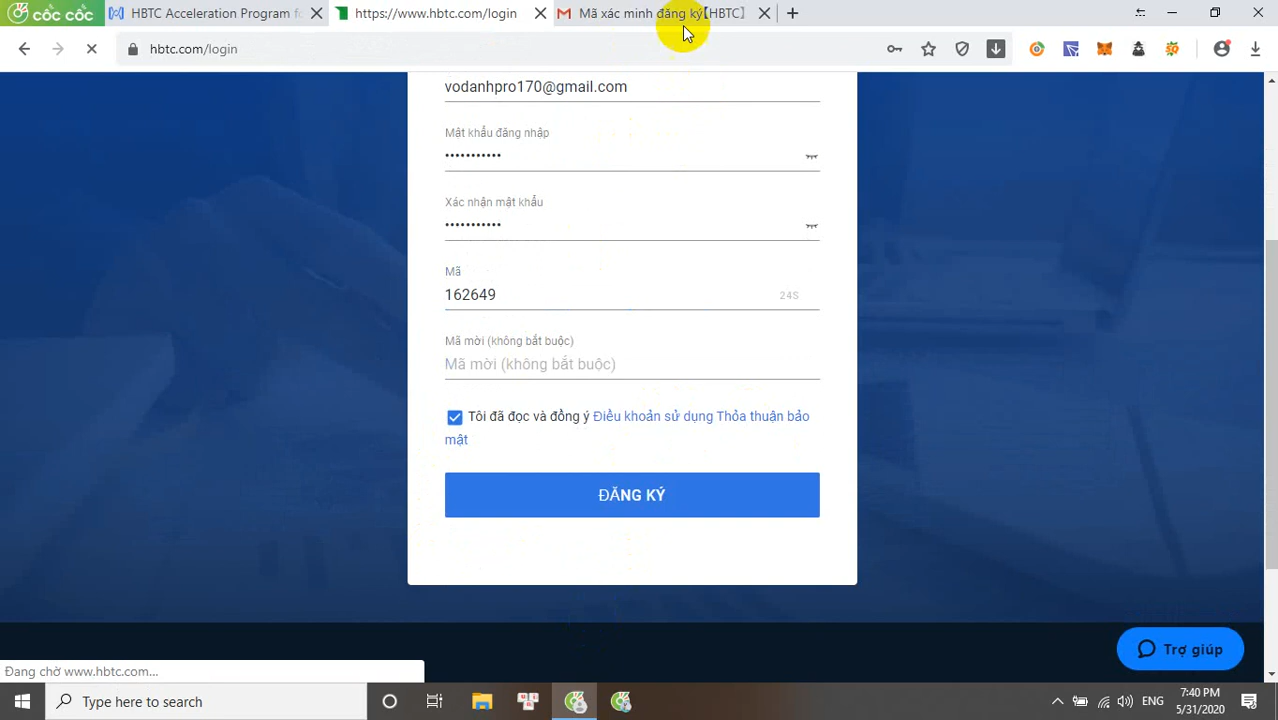 cốc cốc
HBTC Acceleration Program fo
https://www.hbtc.com/login
Mã xác minh đăng ký【HBTC】
hbtc.com/login
vodanhpro170@gmail.com
Mật khẩu đăng nhập
•••••••••••
Xác nhận mật khẩu
•••••••••••
Mã
162649
24S
Mã mời (không bắt buộc)
Mã mời (không bắt buộc)
Tôi đã đọc và đồng ý Điều khoản sử dụng Thỏa thuận bảo
mật
ĐĂNG KÝ
Trợ giúp
Đang chờ www.hbtc.com...
Type here to search
ENG
7:40 PM
5/31/2020